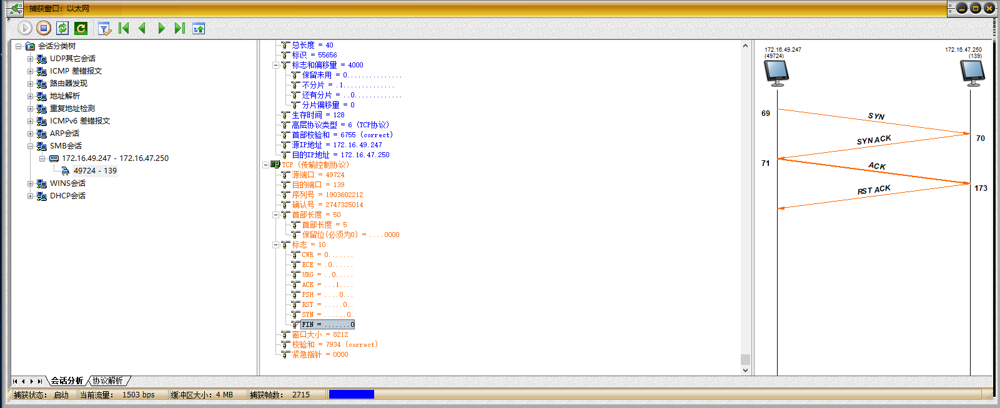 捕获窗口：以太网
会话分类树
UDP其它会话
ICMP 差错报文
路由器发现
地址解析
重复地址检测
ICMPv6 差错报文
ARP会话
SMB会话
172.16.49.247 - 172.16.47.250
49724 - 139
WINS会话
DHCP会话
总长度 = 40
标识 = 55656
标志和偏移量 = 4000
保留未用 = 0...............
不分片 = .1..............
还有分片 = ..0.............
分片偏移量 = 0
生存时间 = 128
高层协议类型 = 6 (TCP协议)
首部校验和 = 6755 (correct)
源IP地址 = 172.16.49.247
目的IP地址 = 172.16.47.250
TCP (传输控制协议)
源端口 = 49724
目的端口 = 139
序列号 = 1903602212
确认号 = 2747325014
首部长度 = 50
首部长度 = 5
保留位(必须为0) = ....0000
标志 = 10
CWR = 0.......
ECE = .0......
URG = ..0.....
ACK = ...1....
PSH = ....0...
RST = .....0..
SYN = ......0.
FIN = .......0
窗口大小 = 8212
校验和 = 7934 (correct)
紧急指针 = 0000
172.16.49.247
(49724)
172.16.47.250
(139)
69
SYN
70
SYN ACK
71
ACK
173
RST ACK
会话分析
协议解析
捕获状态： 启动
当前流量： 1503 bps
缓冲区大小：4 MB
捕获帧数： 2715